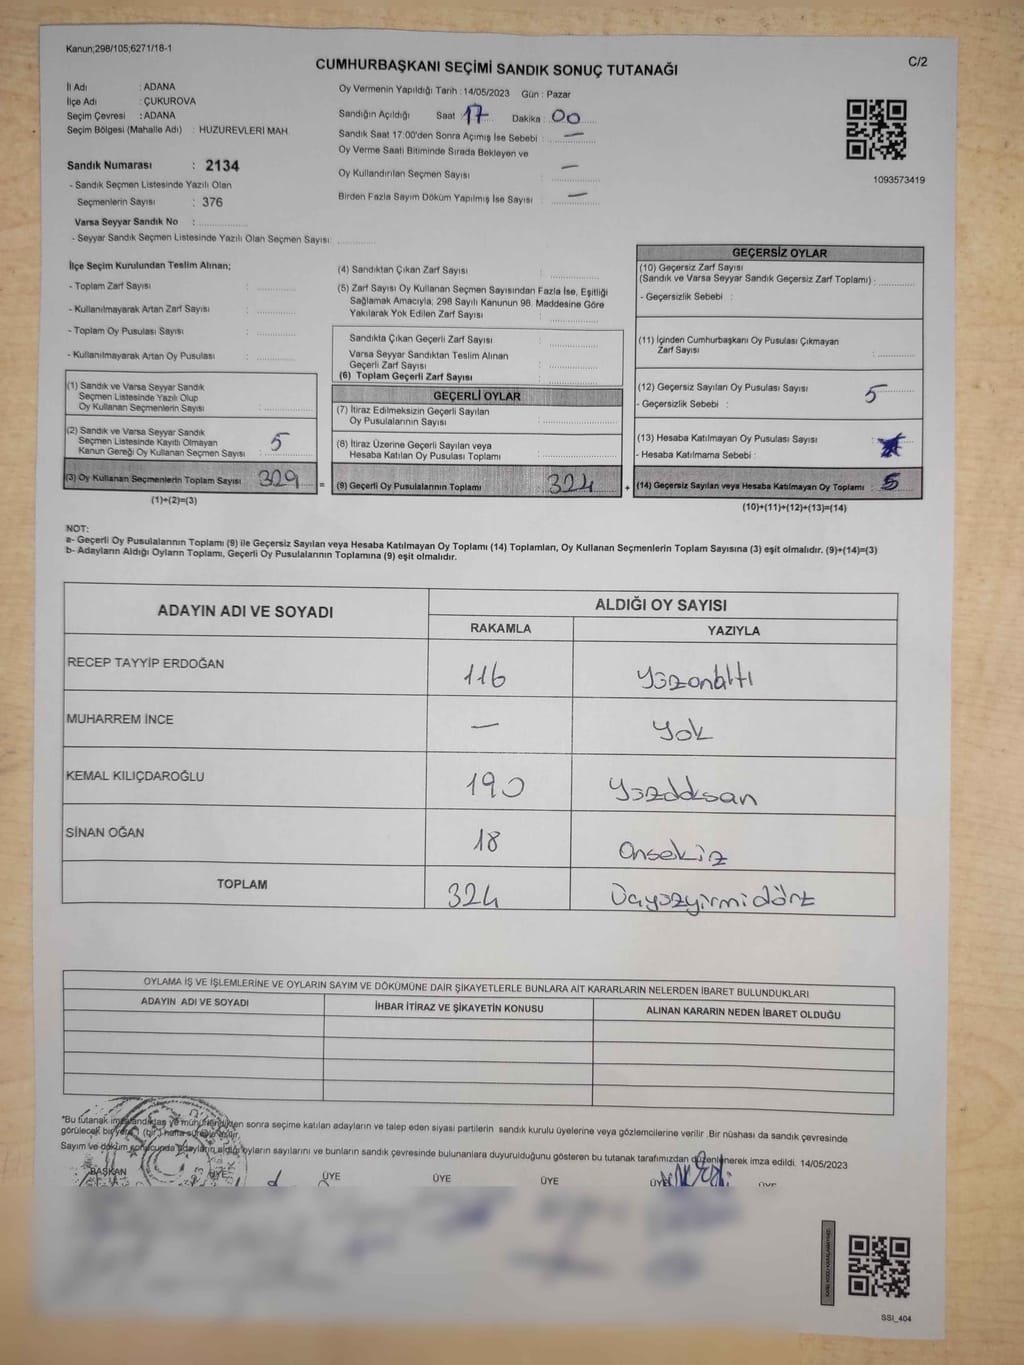 Kanun;298/105;6271/18-1
C/2
CUMHURBAŞKANI SEÇİMİ SANDIK SONUÇ TUTANAĞI
İl Adı : ADANA
İlçe Adı : ÇUKUROVA
Seçim Çevresi : ADANA
Seçim Bölgesi (Mahalle Adı) : HUZUREVLERİ MAH.
Sandık Numarası : 2134
- Sandık Seçmen Listesinde Yazılı Olan
Seçmenlerin Sayısı : 376
Varsa Seyyar Sandık No :
- Seyyar Sandık Seçmen Listesinde Yazılı Olan Seçmen Sayısı:
Oy Vermenin Yapıldığı Tarih : 14/05/2023 Gün : Pazar
Sandığın Açıldığı Saat : 17 Dakika : 00
Sandık Saat 17:00'den Sonra Açımış İse Sebebi : —
Oy Verme Saati Bitiminde Sırada Bekleyen ve
Oy Kullandırılan Seçmen Sayısı : —
Birden Fazla Sayım Döküm Yapılmış İse Sayısı : —
1093573419
İlçe Seçim Kurulundan Teslim Alınan;
- Toplam Zarf Sayısı :
- Kullanılmayarak Artan Zarf Sayısı :
- Toplam Oy Pusulası Sayısı :
- Kullanılmayarak Artan Oy Pusulası :
(1) Sandık ve Varsa Seyyar Sandık
Seçmen Listesinde Yazılı Olup
Oy Kullanan Seçmenlerin Sayısı :
(2) Sandık ve Varsa Seyyar Sandık
Seçmen Listesinde Kayıtlı Olmayan
Kanun Gereği Oy Kullanan Seçmen Sayısı : 5
(3) Oy Kullanan Seçmenlerin Toplam Sayısı 329
(1)+(2)=(3)
(4) Sandıktan Çıkan Zarf Sayısı :
(5) Zarf Sayısı Oy Kullanan Seçmen Sayısından Fazla İse, Eşitliği
Sağlamak Amacıyla, 298 Sayılı Kanunun 98. Maddesine Göre
Yakılarak Yok Edilen Zarf Sayısı :
Sandıkta Çıkan Geçerli Zarf Sayısı :
Varsa Seyyar Sandıktan Teslim Alınan
Geçerli Zarf Sayısı :
(6) Toplam Geçerli Zarf Sayısı :
GEÇERLİ OYLAR
(7) İtiraz Edilmeksizin Geçerli Sayılan
Oy Pusulalarının Sayısı :
(8) İtiraz Üzerine Geçerli Sayılan veya
Hesaba Katılan Oy Pusulası Toplamı :
= (9) Geçerli Oy Pusulalarının Toplamı 324 +
GEÇERSİZ OYLAR
(10) Geçersiz Zarf Sayısı
(Sandık ve Varsa Seyyar Sandık Geçersiz Zarf Toplamı) :
- Geçersizlik Sebebi :
(11) İçinden Cumhurbaşkanı Oy Pusulası Çıkmayan
Zarf Sayısı :
(12) Geçersiz Sayılan Oy Pusulası Sayısı : 5
- Geçersizlik Sebebi :
(13) Hesaba Katılmayan Oy Pusulası Sayısı :
- Hesaba Katılmama Sebebi :
(14) Geçersiz Sayılan veya Hesaba Katılmayan Oy Toplamı : 5
(10)+(11)+(12)+(13)=(14)
NOT:
a- Geçerli Oy Pusulalarının Toplamı (9) ile Geçersiz Sayılan veya Hesaba Katılmayan Oy Toplamı (14) Toplamları, Oy Kullanan Seçmenlerin Toplam Sayısına (3) eşit olmalıdır. (9)+(14)=(3)
b- Adayların Aldığı Oyların Toplamı, Geçerli Oy Pusulalarının Toplamına (9) eşit olmalıdır.
ADAYIN ADI VE SOYADI
ALDIĞI OY SAYISI
RAKAMLA YAZIYLA
RECEP TAYYİP ERDOĞAN 116 Yüzonaltı
MUHARREM İNCE — Yok
KEMAL KILIÇDAROĞLU 190 Yüzdoksan
SİNAN OĞAN 18 Onsekiz
TOPLAM 324 Üçyüzyirmidört
OYLAMA İŞ VE İŞLEMLERİNE VE OYLARIN SAYIM VE DÖKÜMÜNE DAİR ŞİKAYETLERLE BUNLARA AİT KARARLARIN NELERDEN İBARET BULUNDUKLARI
ADAYIN ADI VE SOYADI İHBAR İTİRAZ VE ŞİKAYETİN KONUSU ALINAN KARARIN NEDEN İBARET OLDUĞU
*Bu tutanak imzalandıktan ve mühürlendikten sonra seçime katılan adayların ve talep eden siyasi partilerin sandık kurulu üyelerine veya gözlemcilerine verilir .Bir nüshası da sandık çevresinde
görülecek bir yere 1 (bir) hafta süreyle asılır.
Sayım ve döküm sonucunda adayların aldığı oyların sayılarını ve bunların sandık çevresinde bulunanlara duyurulduğunu gösteren bu tutanak tarafımızdan düzenlenerek imza edildi. 14/05/2023
BAŞKAN ÜYE ÜYE ÜYE ÜYE ÜYE ÜYE
SSI_404